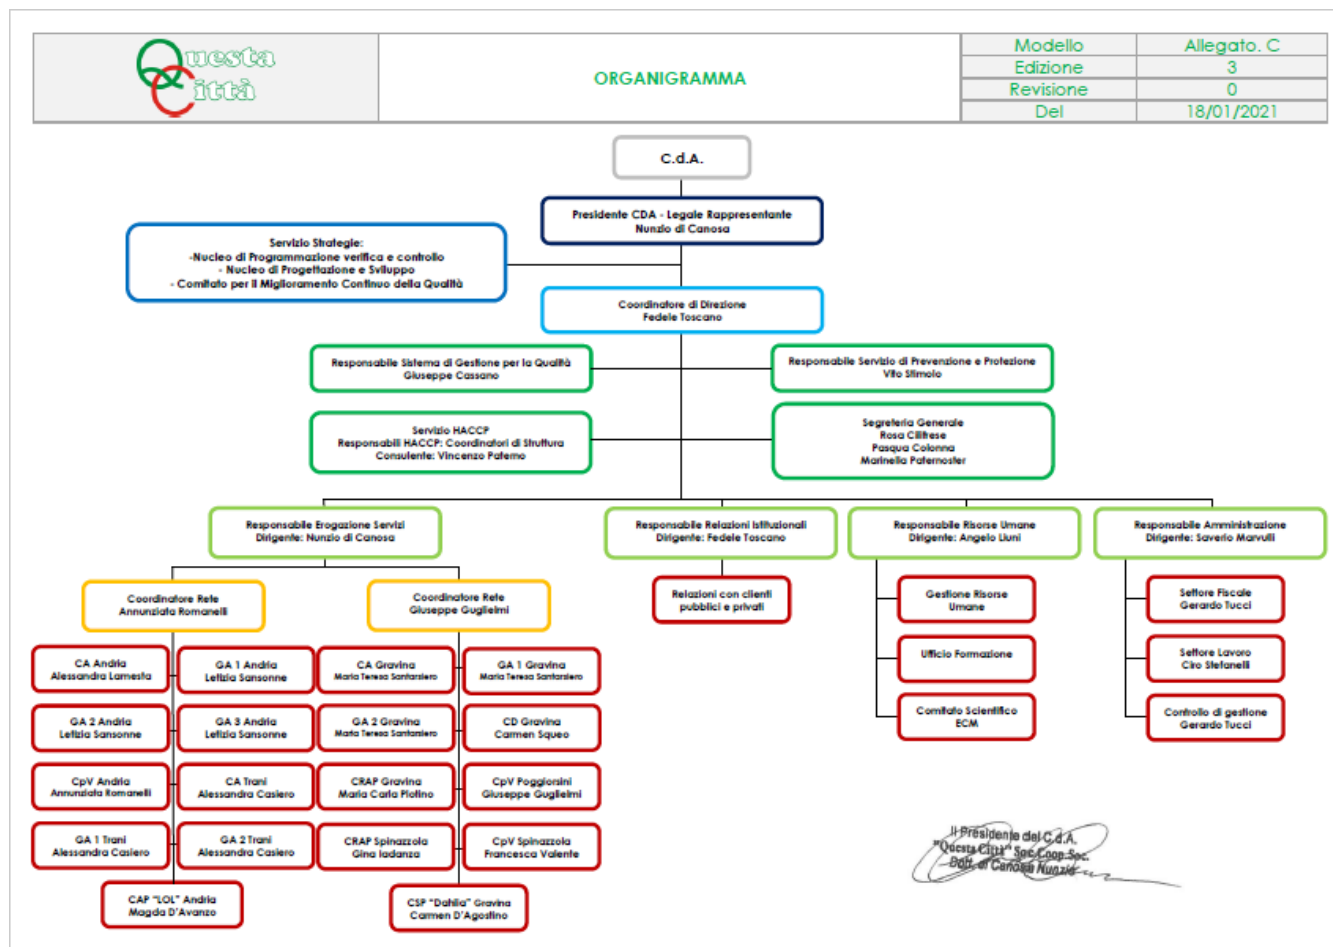 Questa
Città
ORGANIGRAMMA
Modello Allegato. C
Edizione 3
Revisione 0
Del 18/01/2021
C.d.A.
Presidente CDA - Legale Rappresentante
Nunzio di Canosa
Servizio Strategie:
-Nucleo di Programmazione verifica e controllo
- Nucleo di Progettazione e Sviluppo
- Comitato per il Miglioramento Continuo della Qualità
Coordinatore di Direzione
Fedele Toscano
Responsabile Sistema di Gestione per la Qualità
Giuseppe Cassano
Responsabile Servizio di Prevenzione e Protezione
Vito Stimolo
Servizio HACCP
Responsabili HACCP: Coordinatori di Struttura
Consulente: Vincenzo Paterno
Segreteria Generale
Rosa Cilifrese
Pasqua Colonna
Marinella Paternoster
Responsabile Erogazione Servizi
Dirigente: Nunzio di Canosa
Responsabile Relazioni Istituzionali
Dirigente: Fedele Toscano
Responsabile Risorse Umane
Dirigente: Angelo Liuni
Responsabile Amministrazione
Dirigente: Saverio Marvulli
Coordinatore Rete
Annunziata Romanelli
Coordinatore Rete
Giuseppe Guglielmi
Relazioni con clienti
pubblici e privati
Gestione Risorse
Umane
Settore Fiscale
Gerardo Tucci
Ufficio Formazione
Settore Lavoro
Ciro Stefanelli
Comitato Scientifico
ECM
Controllo di gestione
Gerardo Tucci
CA Andria
Alessandra Lamesta
GA 1 Andria
Letizia Sansonne
CA Gravina
Maria Teresa Santarsiero
GA 1 Gravina
Maria Teresa Santarsiero
GA 2 Andria
Letizia Sansonne
GA 3 Andria
Letizia Sansonne
GA 2 Gravina
Maria Teresa Santarsiero
CD Gravina
Carmen Squeo
CpV Andria
Annunziata Romanelli
CA Trani
Alessandra Casiero
CRAP Gravina
Maria Carla Plotino
CpV Poggiorsini
Giuseppe Guglielmi
GA 1 Trani
Alessandra Casiero
GA 2 Trani
Alessandra Casiero
CRAP Spinazzola
Gina Iadanza
CpV Spinazzola
Francesca Valente
CAP "LOL" Andria
Magda D'Avanzo
CSP "Dahlia" Gravina
Carmen D'Agostino
Il Presidente del C.d.A.
"Questa Città" Soc.Coop.Soc.
Dott. di Canosa Nunzio